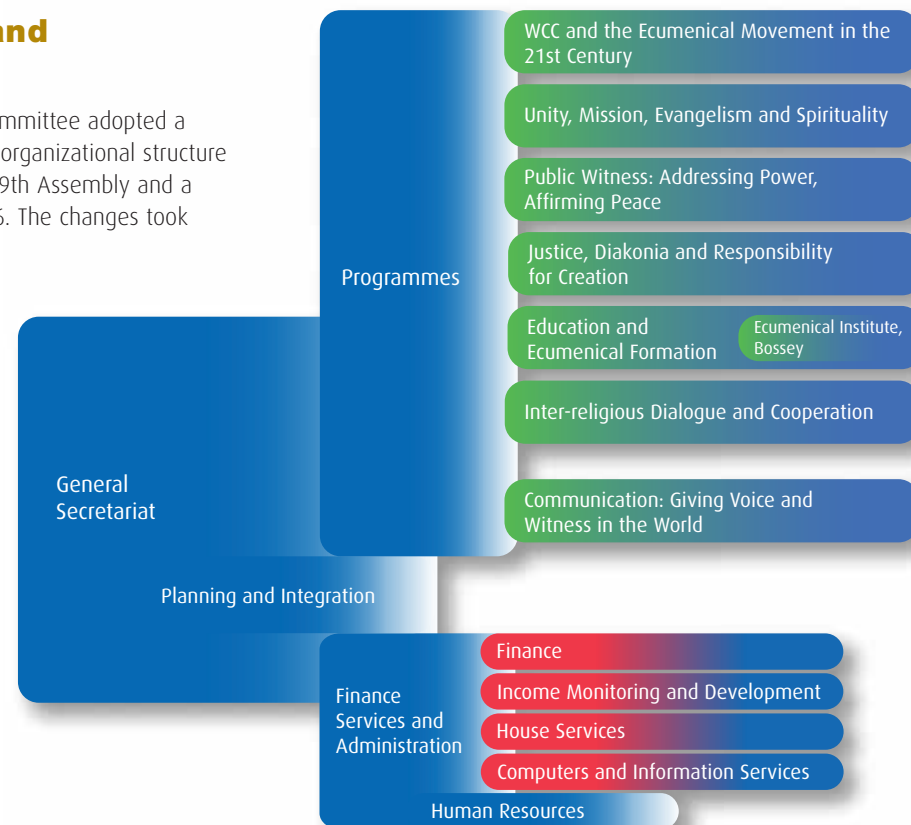 and
mmittee adopted a
organizational structure
9th Assembly and a
6. The changes took
General
Secretariat
Planning and Integration
Programmes
WCC and the Ecumenical Movement in the
21st Century
Unity, Mission, Evangelism and Spirituality
Public Witness: Addressing Power,
Affirming Peace
Justice, Diakonia and Responsibility
for Creation
Education and
Ecumenical Formation
Ecumenical Institute,
Bossey
Inter-religious Dialogue and Cooperation
Communication: Giving Voice and
Witness in the World
Finance
Services and
Administration
Finance
Income Monitoring and Development
House Services
Computers and Information Services
Human Resources